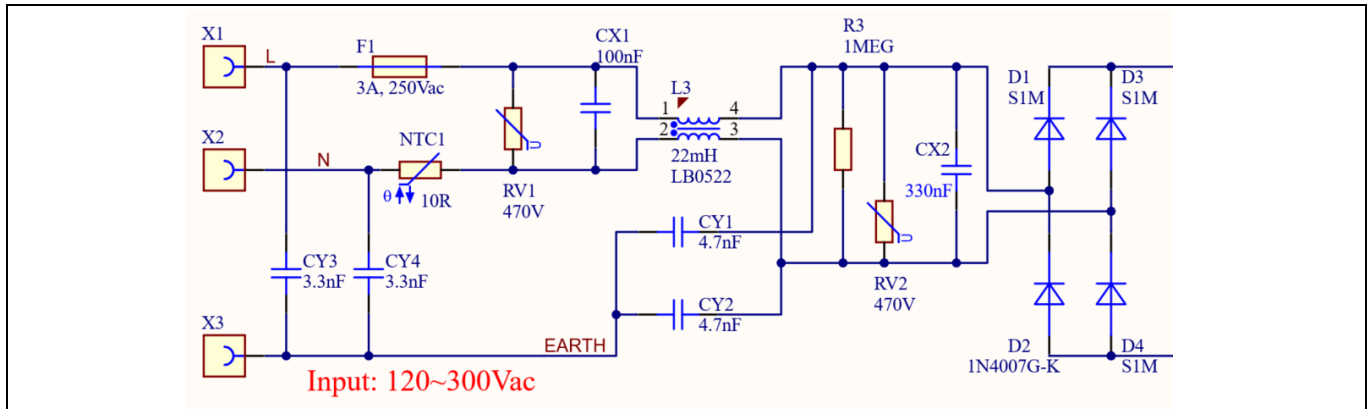 X1
L
F1
3A, 250Vac
CX1
100nF
R3
1MEG
L3
1
4
2
3
22mH
LB0522
D1
S1M
D3
S1M
X2
N
NTC1
θ
10R
RV1
470V
U
CX2
330nF
U
CY1
4.7nF
CY3
3.3nF
CY4
3.3nF
RV2
470V
CY2
4.7nF
X3
EARTH
D2
1N4007G-K
D4
S1M
Input: 120~300Vac